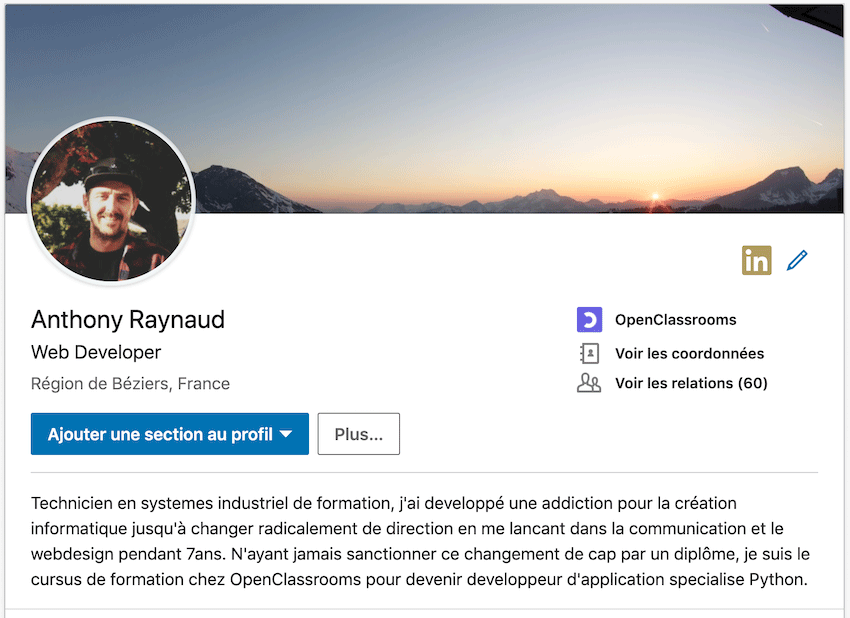 in
Anthony Raynaud
OpenClassrooms
Web Developer
Voir les coordonnées
Région de Béziers, France
Voir les relations (60)
Ajouter une section au profil
Plus...
Technicien en systemes industriel de formation, j'ai developpé une addiction pour la création
informatique jusqu'à changer radicalement de direction en me lancant dans la communication et le
webdesign pendant 7ans. N'ayant jamais sanctionner ce changement de cap par un diplôme, je suis le
cursus de formation chez OpenClassrooms pour devenir developpeur d'application specialise Python.